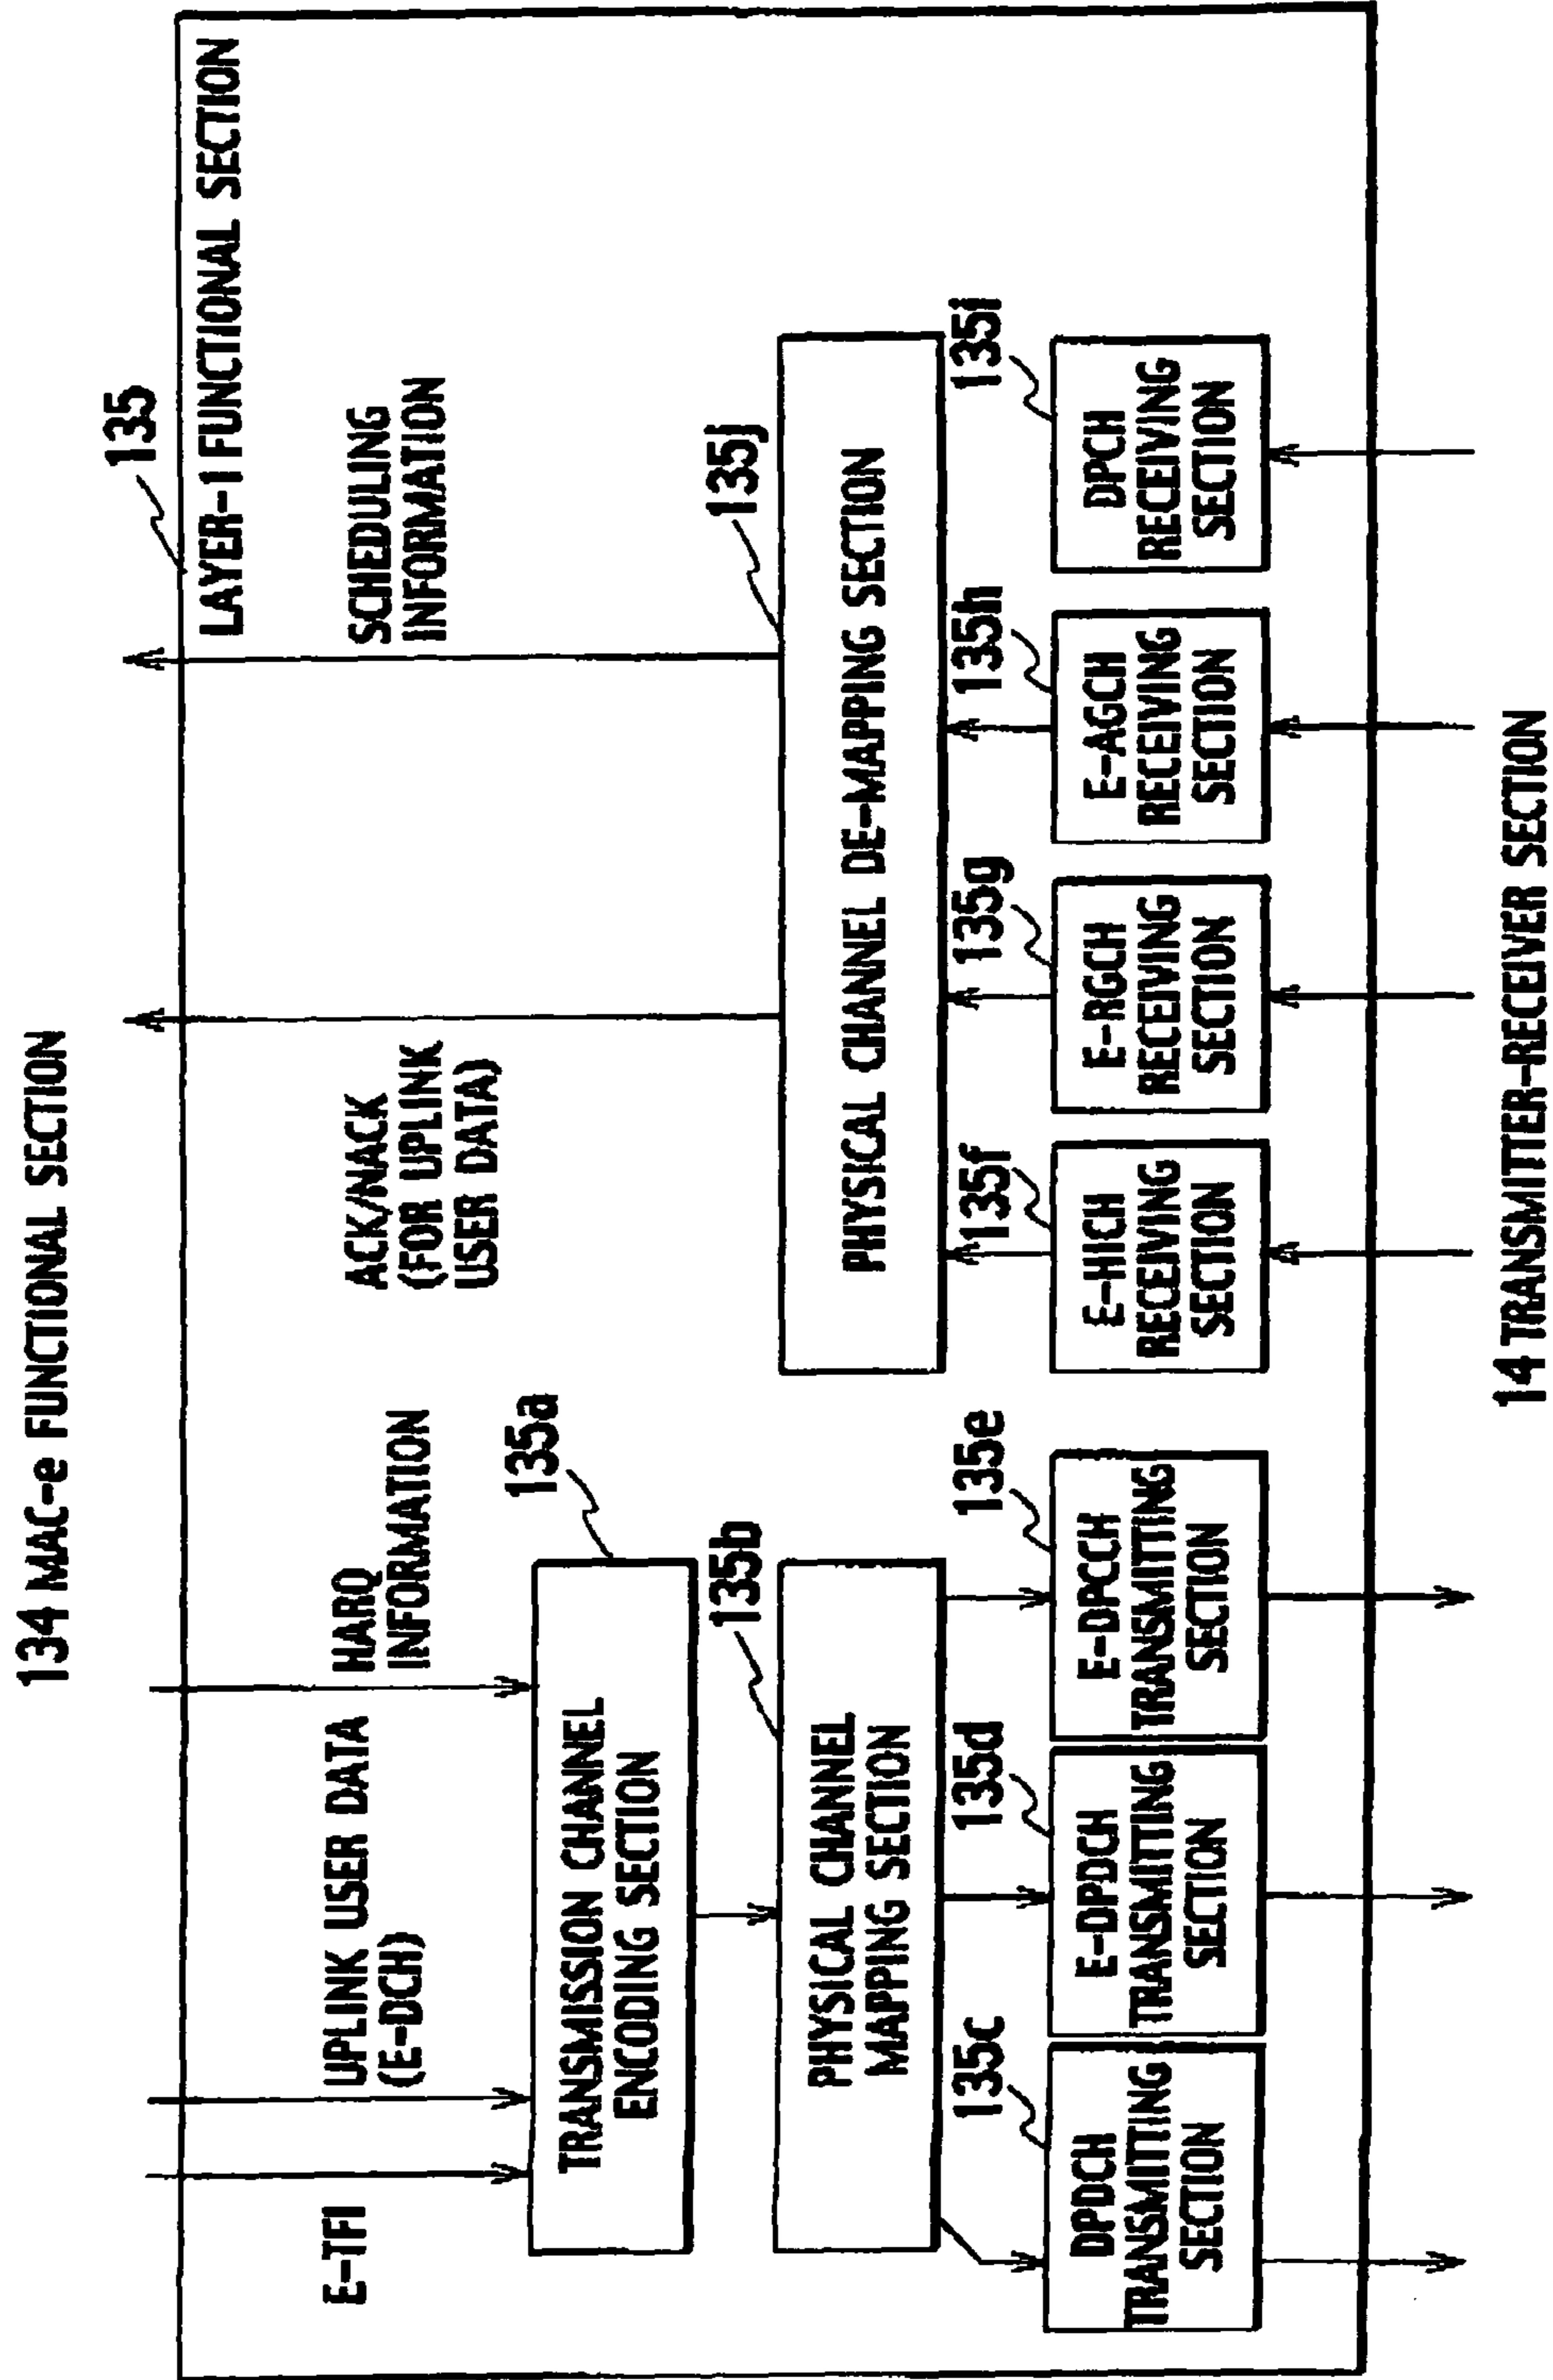 134 MAC-e FUNCTIONAL SECTION
135
LAYER-1 FUNCTIONAL SECTION
E-TFI
UPLINK USER DATA
(E-DCH)
HARQ
INFORMATION
ACK/NACK
(FOR UPLINK
USER DATA)
SCHEDULING
INFORMATION
135a
TRANSMISSION CHANNEL
ENCODING SECTION
135b
PHYSICAL CHANNEL
MAPPING SECTION
135j
PHYSICAL CHANNEL DE-MAPPING SECTION
135c
DPDCH
TRANSMITTING
SECTION
135d
E-DPDCH
TRANSMITTING
SECTION
135e
E-DPCCH
TRANSMITTING
SECTION
135f
E-HICH
RECEIVING
SECTION
135g
E-RGCH
RECEIVING
SECTION
135h
E-AGCH
RECEIVING
SECTION
135i
DPCH
RECEIVING
SECTION
14 TRANSMITTER-RECEIVER SECTION